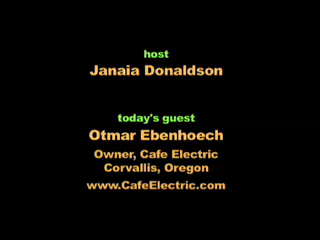 host
Janaia Donaldson
today's guest
Otmar Ebenhoech
Owner, Cafe Electric
Corvallis, Oregon
www.CafeElectric.com